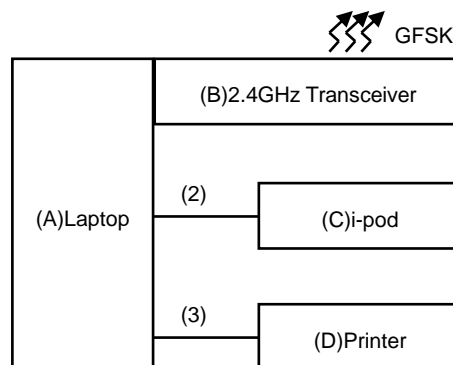 GFSK
(B)2.4GHz Transceiver
(2)
(A)Laptop
(C)i-pod
(3)
(D)Printer